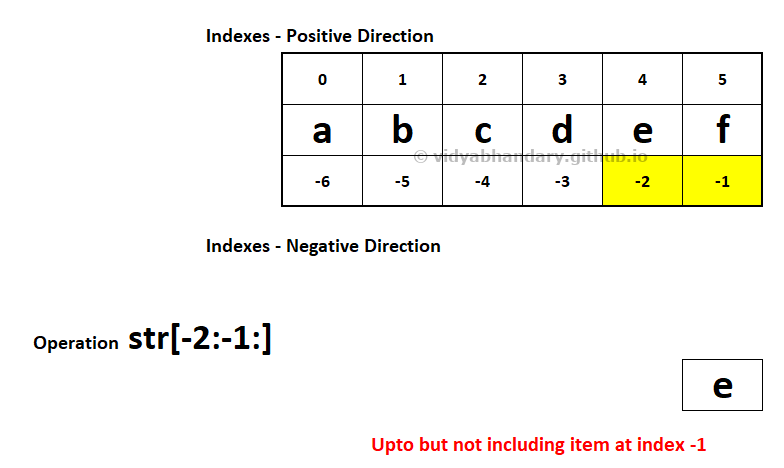 Indexes - Positive Direction
0 1 2 3 4 5
a b c d e f
© vidyabhandary.github.io
-6 -5 -4 -3 -2 -1
Indexes - Negative Direction
Operation str[-2:-1:]
e
Upto but not including item at index -1